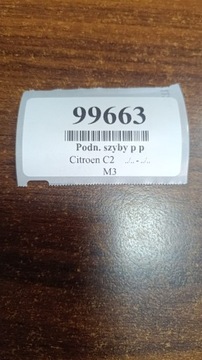 99663
Podn. szyby p p
Citroen C2 .:. - .:.
M3